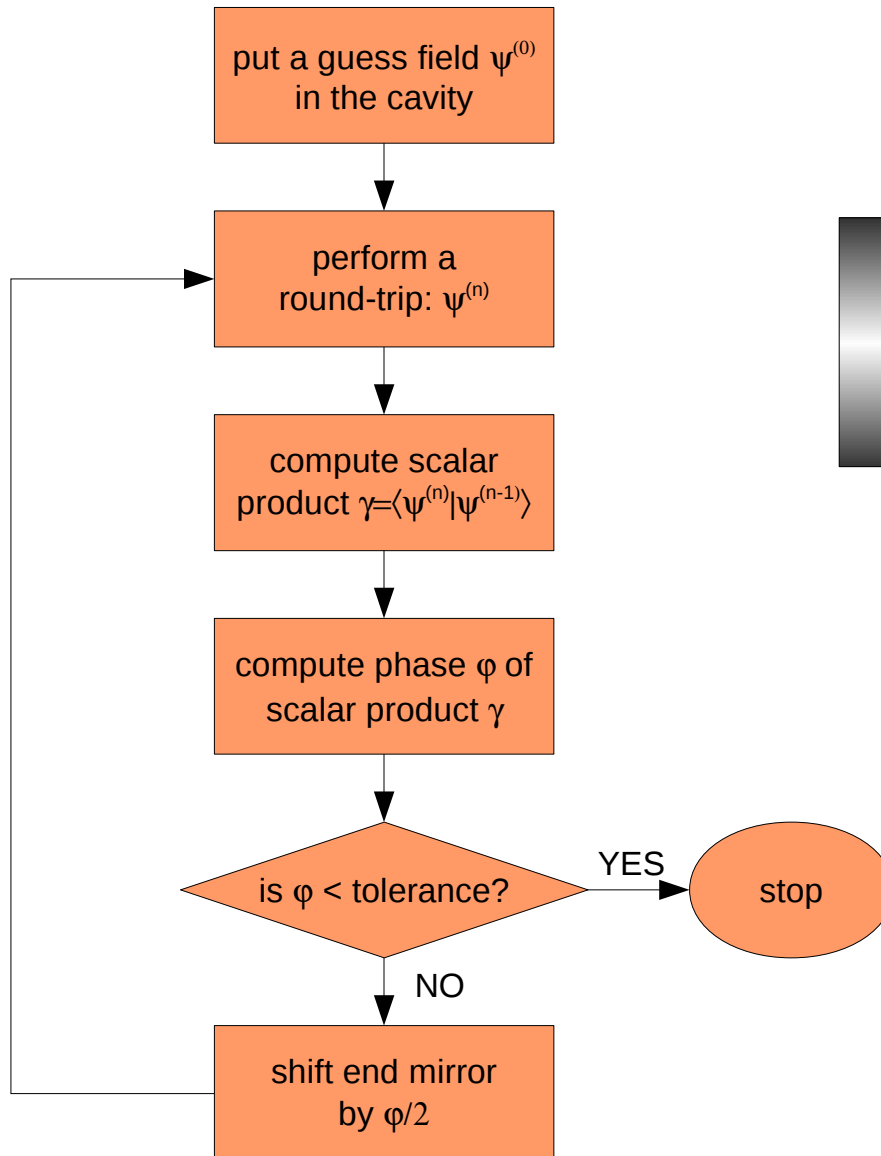 put a guess field ψ⁽⁰⁾
in the cavity
perform a
round-trip: ψ⁽ⁿ⁾
compute scalar
product γ=⟨ψ⁽ⁿ⁾|ψ⁽ⁿ⁻¹⁾⟩
compute phase φ of
scalar product γ
is φ < tolerance?
YES
stop
NO
shift end mirror
by φ/2